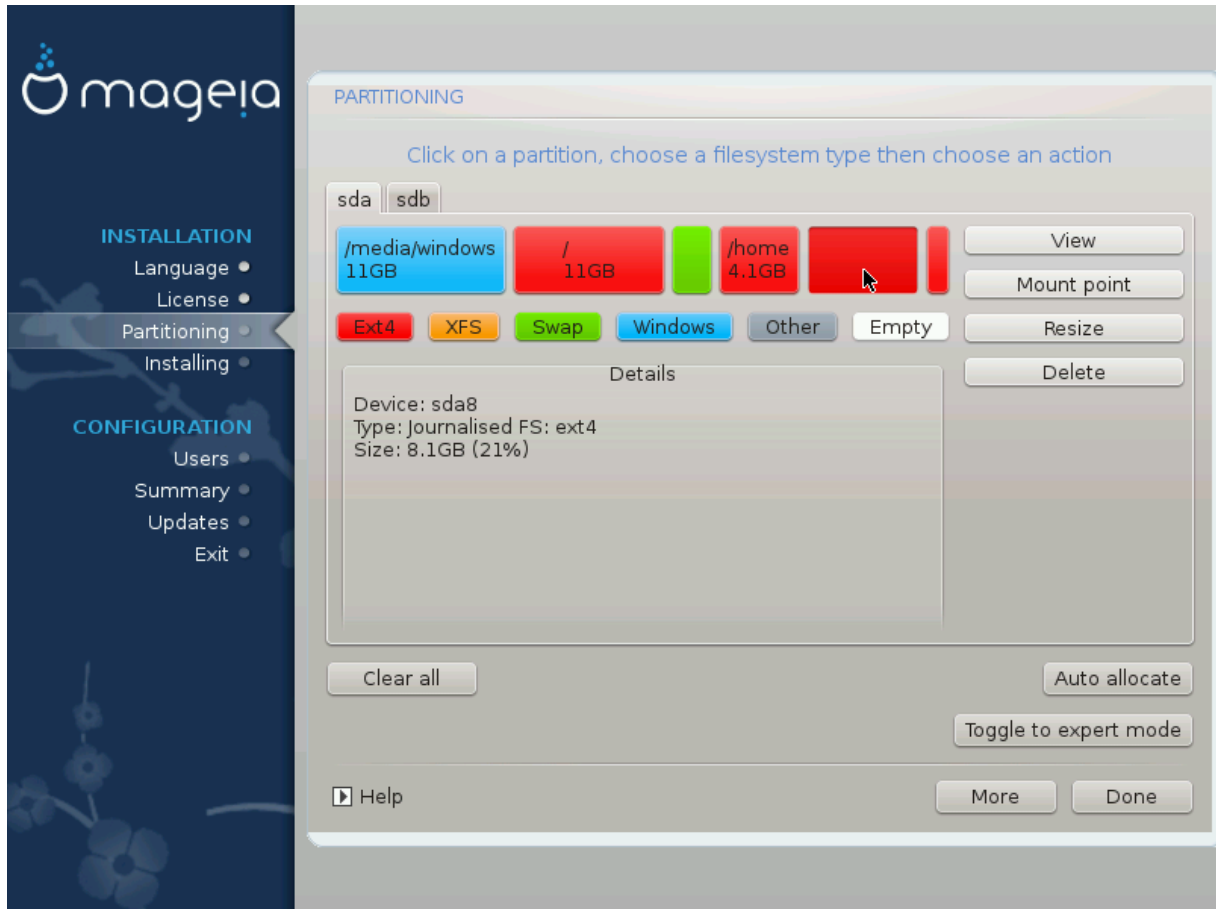 mageia
INSTALLATION
Language
License
Partitioning
Installing
CONFIGURATION
Users
Summary
Updates
Exit
PARTITIONING
Click on a partition, choose a filesystem type then choose an action
sda sdb
/media/windows
11GB
/
11GB
/home
4.1GB
View
Mount point
Resize
Delete
Ext4 XFS Swap Windows Other Empty
Details
Device: sda8
Type: Journalised FS: ext4
Size: 8.1GB (21%)
Clear all
Auto allocate
Toggle to expert mode
Help
More
Done